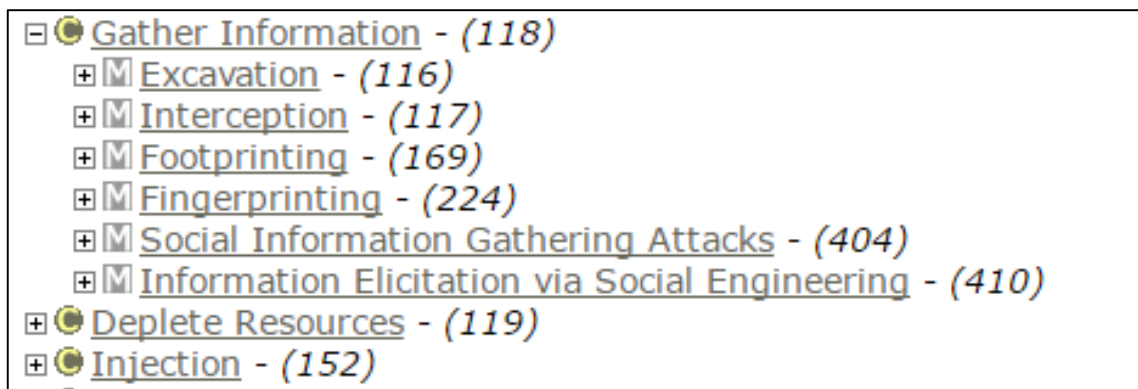 C Gather Information - (118)
M Excavation - (116)
M Interception - (117)
M Footprinting - (169)
M Fingerprinting - (224)
M Social Information Gathering Attacks - (404)
M Information Elicitation via Social Engineering - (410)
C Deplete Resources - (119)
C Injection - (152)